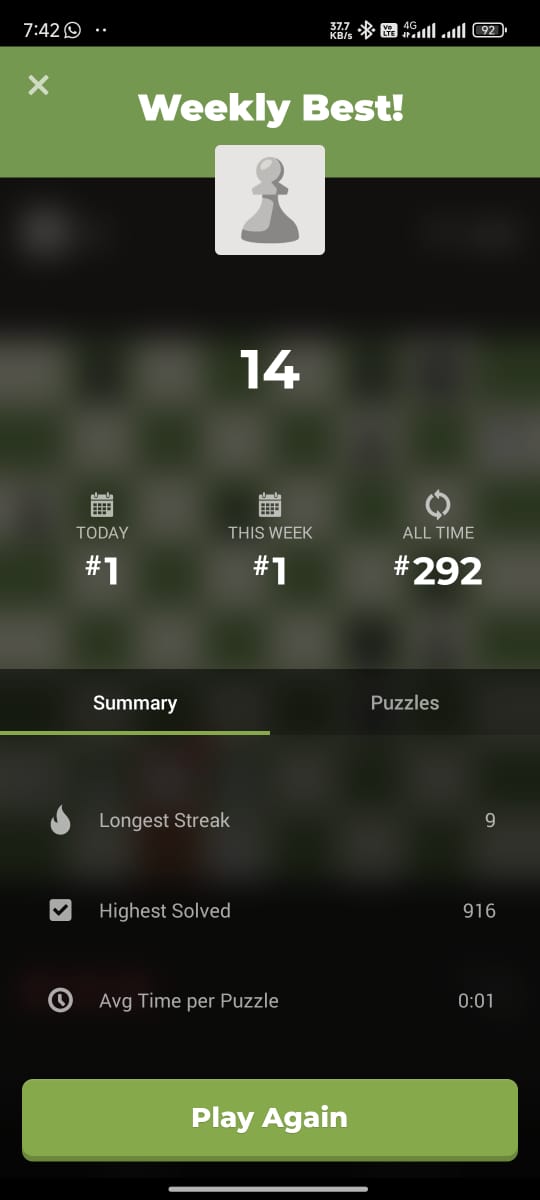 7:42
37.7
KB/s
Vo
LTE
4G
92
Weekly Best!
14
TODAY
THIS WEEK
ALL TIME
#1
#1
#292
Summary
Puzzles
Longest Streak
9
Highest Solved
916
Avg Time per Puzzle
0:01
Play Again